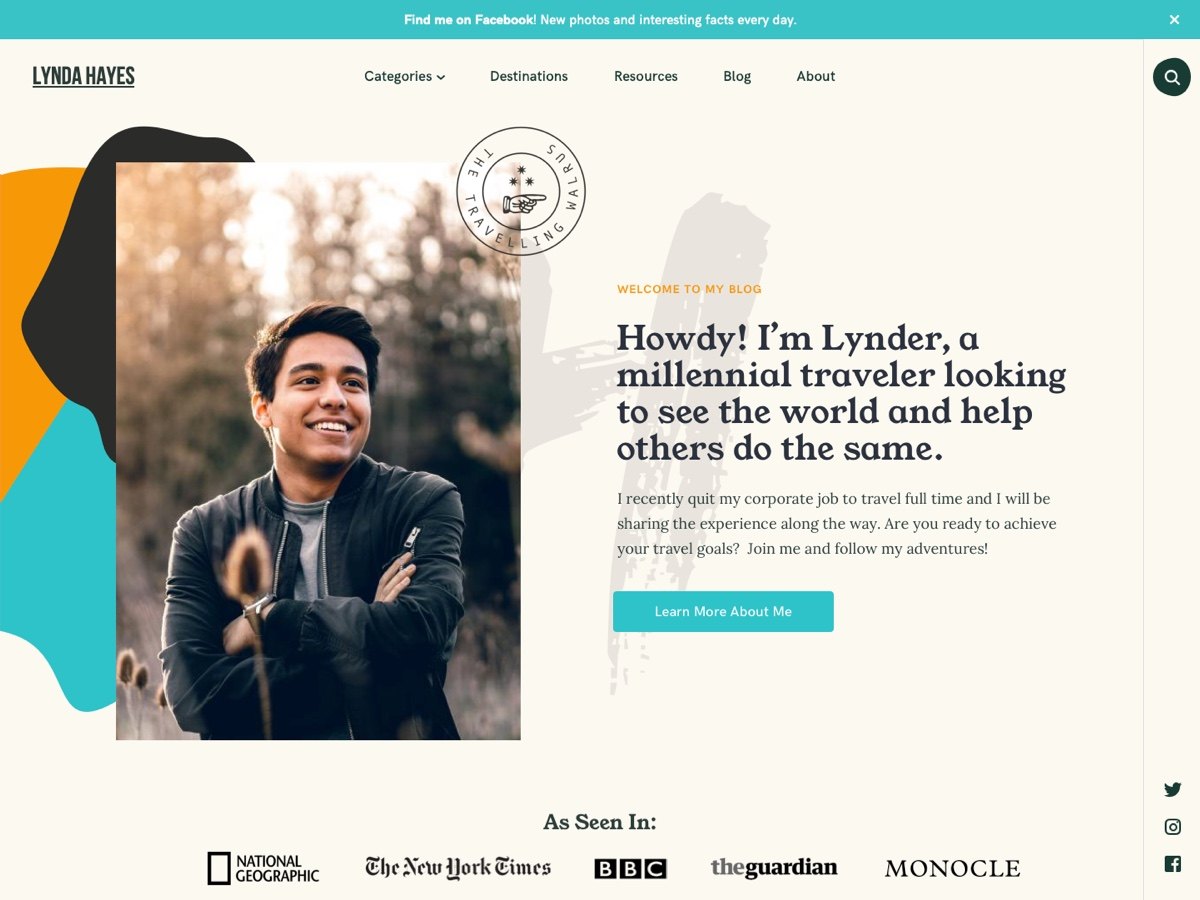 Find me on Facebook! New photos and interesting facts every day.
LYNDA HAYES
Categories
Destinations
Resources
Blog
About
THE TRAVELLING WALRUS
WELCOME TO MY BLOG
Howdy! I’m Lynder, a
millennial traveler looking
to see the world and help
others do the same.
I recently quit my corporate job to travel full time and I will be
sharing the experience along the way. Are you ready to achieve
your travel goals?  Join me and follow my adventures!
Learn More About Me
As Seen In:
NATIONAL
GEOGRAPHIC
The New York Times
BBC
theguardian
MONOCLE